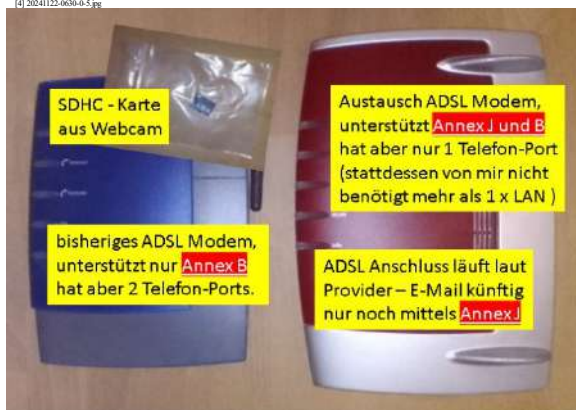 [4] 20241122-0630-0-5.jpg
SDHC - Karte
aus Webcam
Austausch ADSL Modem,
unterstützt Annex J und B
hat aber nur 1 Telefon-Port
(stattdessen von mir nicht
benötigt mehr als 1 x LAN )
bisheriges ADSL Modem,
unterstützt nur Annex B
hat aber 2 Telefon-Ports.
ADSL Anschluss läuft laut
Provider – E-Mail künftig
nur noch mittels Annex J